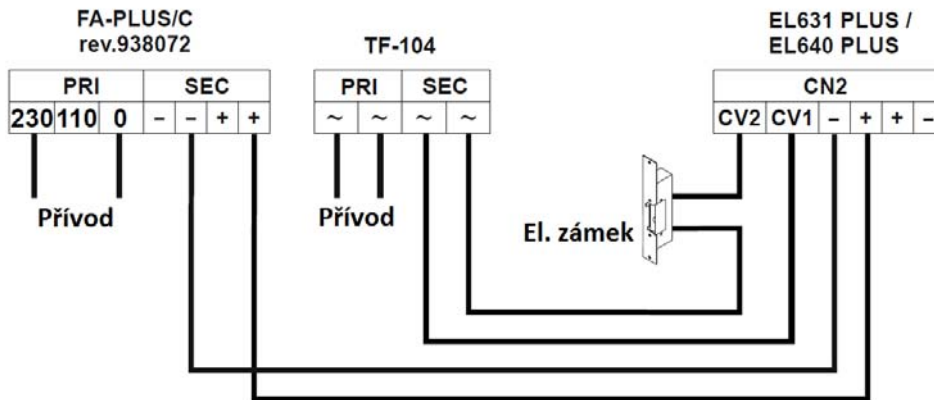 FA-PLUS/C
rev.938072
PRI SEC
230 110 0 – – + +
Přívod
TF-104
PRI SEC
~ ~ ~ ~
Přívod
EL631 PLUS /
EL640 PLUS
CN2
CV2 CV1 – + + –
El. zámek